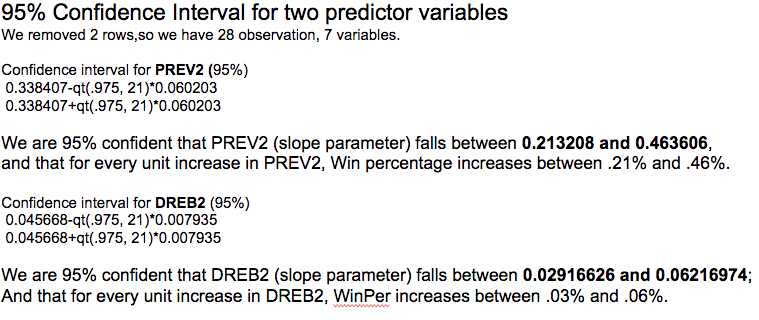 95% Confidence Interval for two predictor variables
We removed 2 rows,so we have 28 observation, 7 variables.
Confidence interval for PREV2 (95%)
0.338407-qt(.975, 21)*0.060203
0.338407+qt(.975, 21)*0.060203
We are 95% confident that PREV2 (slope parameter) falls between 0.213208 and 0.463606,
and that for every unit increase in PREV2, Win percentage increases between .21% and .46%.
Confidence interval for DREB2 (95%)
0.045668-qt(.975, 21)*0.007935
0.045668+qt(.975, 21)*0.007935
We are 95% confident that DREB2 (slope parameter) falls between 0.02916626 and 0.06216974;
And that for every unit increase in DREB2, WinPer increases between .03% and .06%.